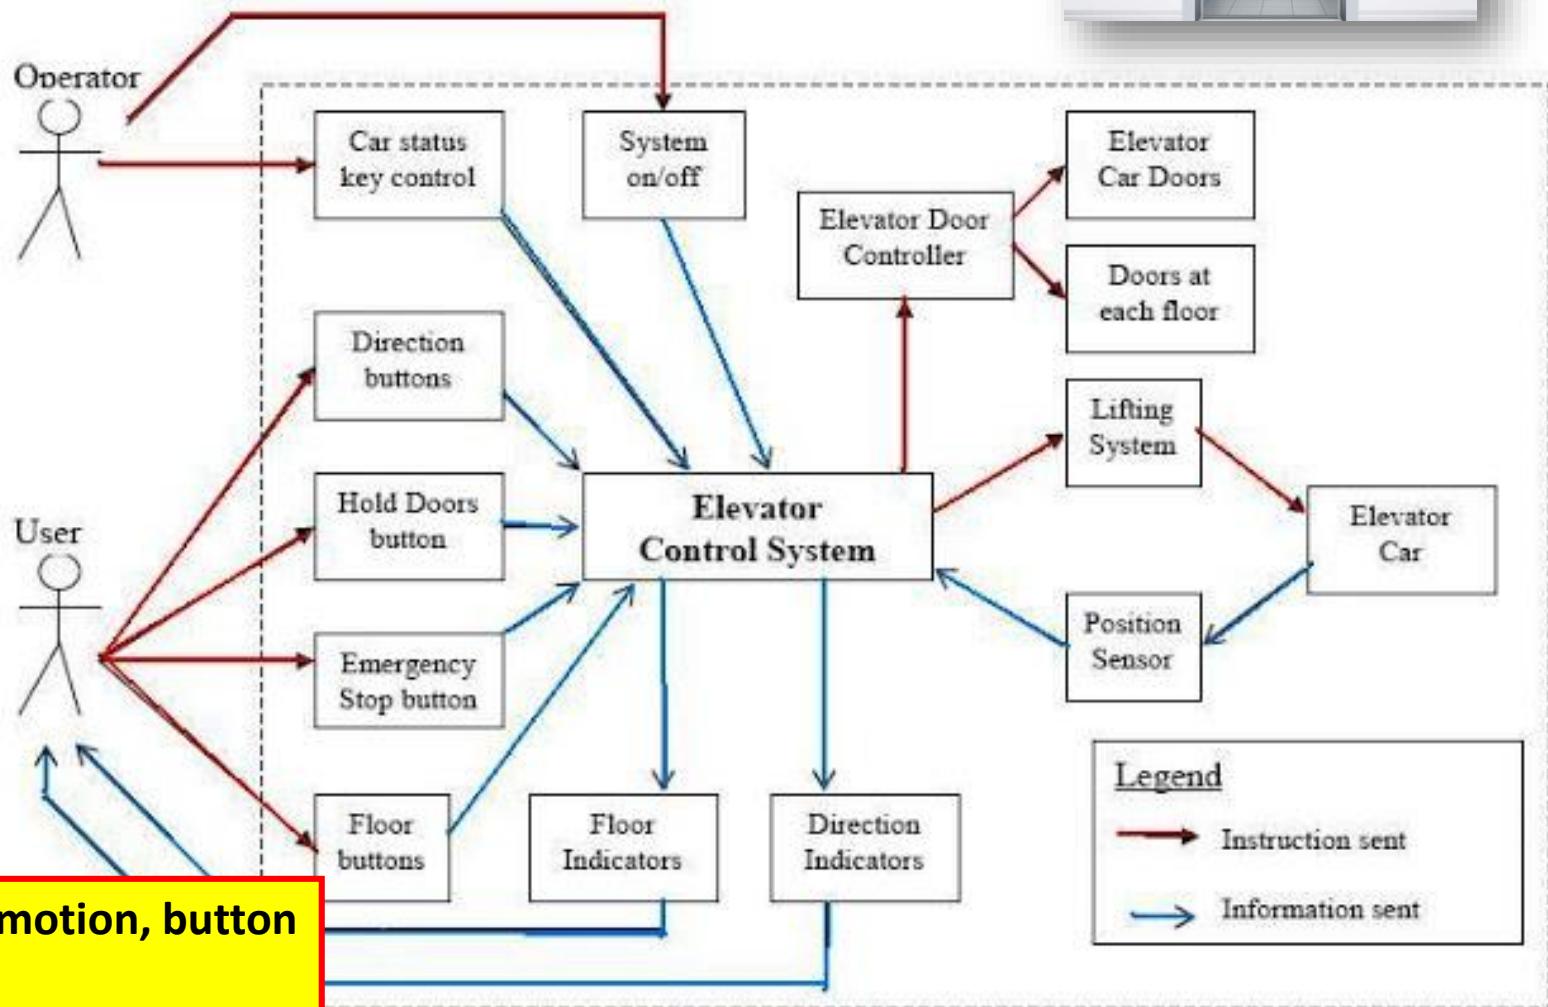 Operator
Car status
key control
System
on/off
Elevator
Car Doors
Elevator Door
Controller
Doors at
each floor
Direction
buttons
Lifting
System
Hold Doors
button
Elevator
Control System
Elevator
Car
User
Emergency
Stop button
Position
Sensor
Floor
buttons
Floor
Indicators
Direction
Indicators
Legend
Instruction sent
Information sent
motion, button